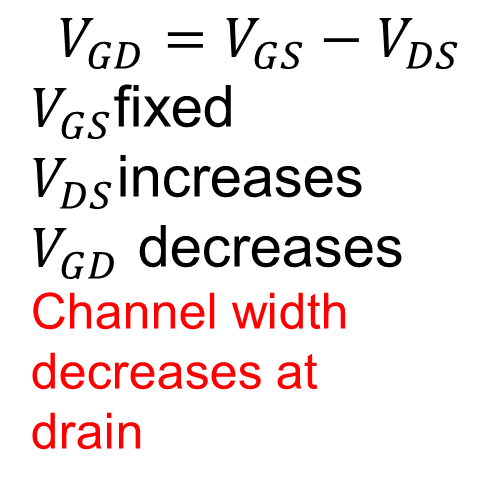 V_GD = V_GS − V_DS
V_GS fixed
V_DS increases
V_GD decreases
Channel width
decreases at
drain